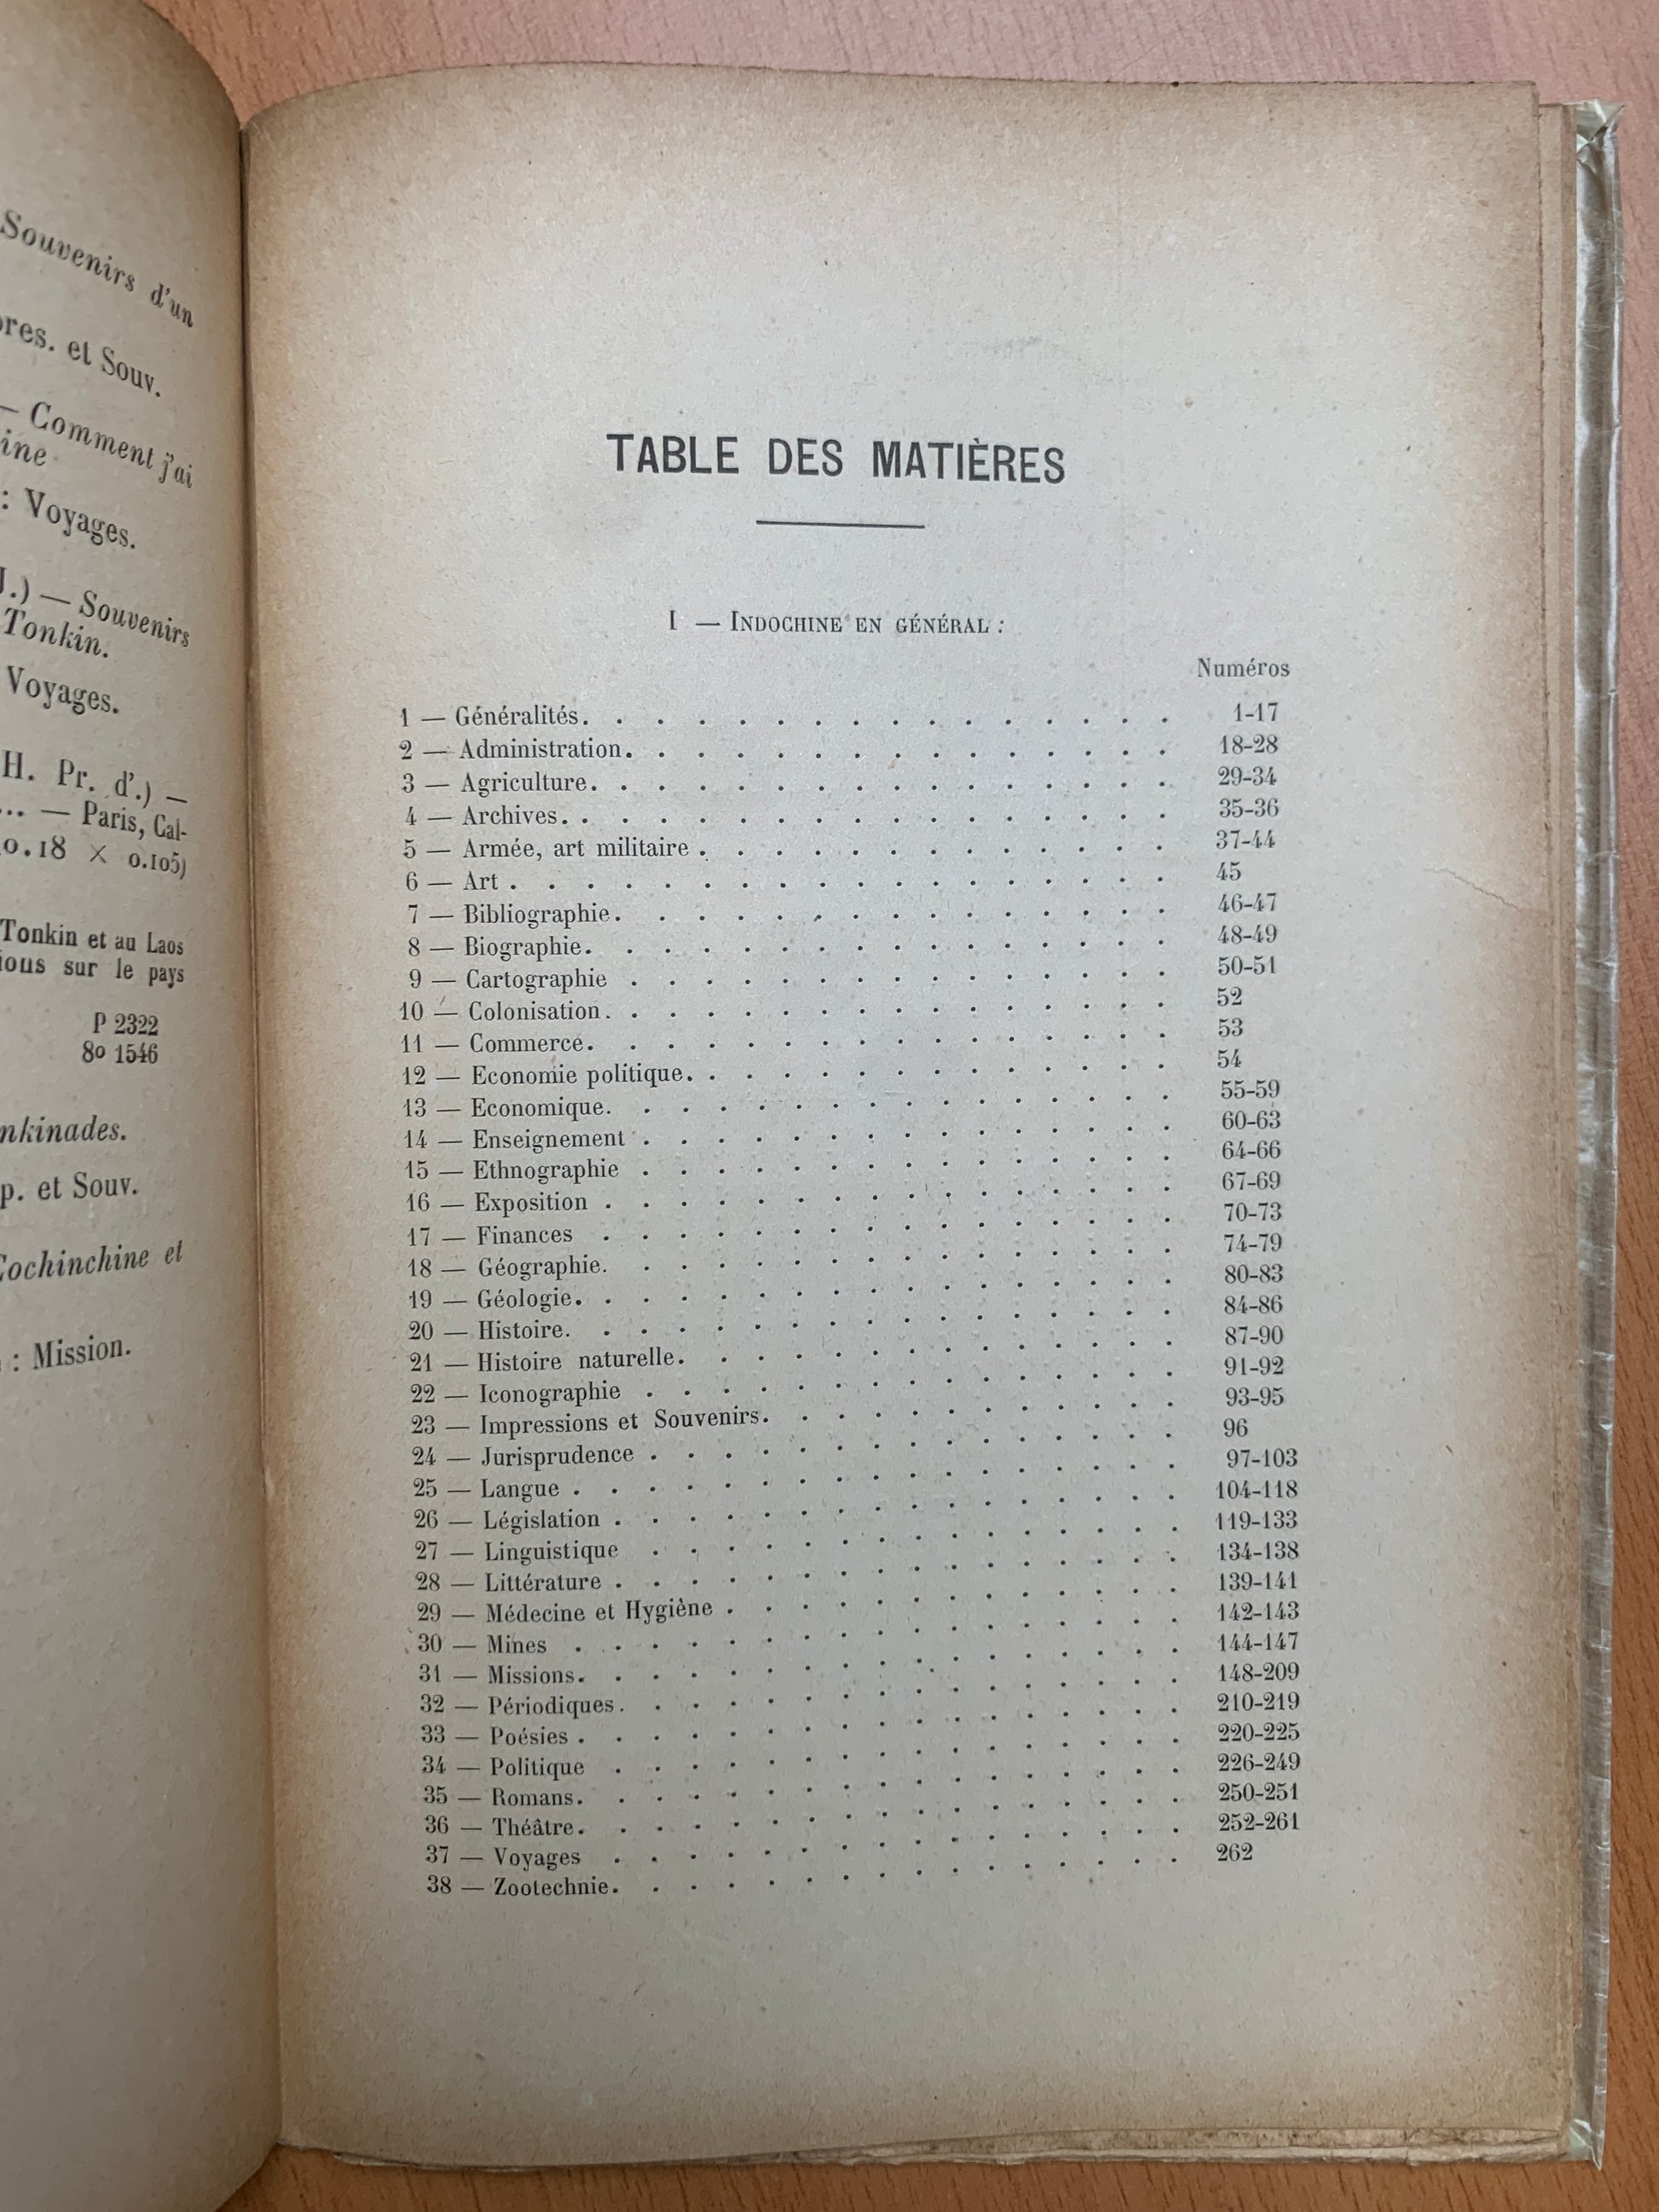 Souvenirs d'un
pres. et Souv.
— Comment j'ai
ine
: Voyages.
J.) — Souvenirs
Tonkin.
Voyages.
H. Pr. d'.) —
... — Paris, Cal-
0.18 × 0.105)
Tonkin et au Laos
ions sur le pays
P 2322
8o 1546
nkinades.
p. et Souv.
Cochinchine et
: Mission.
TABLE DES MATIÈRES
I — INDOCHINE EN GÉNÉRAL :
Numéros
1 — Généralités. . . . . . . . . . . . . . . . 1-17
2 — Administration. . . . . . . . . . . . . . . 18-28
3 — Agriculture. . . . . . . . . . . . . . . . 29-34
4 — Archives. . . . . . . . . . . . . . . . . 35-36
5 — Armée, art militaire . . . . . . . . . . . . . 37-44
6 — Art . . . . . . . . . . . . . . . . . . 45
7 — Bibliographie. . . . . . . . . . . . . . . 46-47
8 — Biographie. . . . . . . . . . . . . . . . 48-49
9 — Cartographie . . . . . . . . . . . . . . . 50-51
10 — Colonisation. . . . . . . . . . . . . . . . 52
11 — Commerce. . . . . . . . . . . . . . . . 53
12 — Economie politique. . . . . . . . . . . . . . 54
13 — Economique. . . . . . . . . . . . . . . . 55-59
14 — Enseignement . . . . . . . . . . . . . . . 60-63
15 — Ethnographie . . . . . . . . . . . . . . . 64-66
16 — Exposition . . . . . . . . . . . . . . . . 67-69
17 — Finances . . . . . . . . . . . . . . . . 70-73
18 — Géographie. . . . . . . . . . . . . . . . 74-79
19 — Géologie. . . . . . . . . . . . . . . . . 80-83
20 — Histoire. . . . . . . . . . . . . . . . . 84-86
21 — Histoire naturelle. . . . . . . . . . . . . . 87-90
22 — Iconographie . . . . . . . . . . . . . . . 91-92
23 — Impressions et Souvenirs. . . . . . . . . . . . 93-95
24 — Jurisprudence . . . . . . . . . . . . . . . 96
25 — Langue . . . . . . . . . . . . . . . . . 97-103
26 — Législation . . . . . . . . . . . . . . . . 104-118
27 — Linguistique . . . . . . . . . . . . . . . 119-133
28 — Littérature . . . . . . . . . . . . . . . . 134-138
29 — Médecine et Hygiène . . . . . . . . . . . . . 139-141
30 — Mines . . . . . . . . . . . . . . . . . 142-143
31 — Missions. . . . . . . . . . . . . . . . . 144-147
32 — Périodiques. . . . . . . . . . . . . . . . 148-209
33 — Poésies . . . . . . . . . . . . . . . . . 210-219
34 — Politique . . . . . . . . . . . . . . . . 220-225
35 — Romans. . . . . . . . . . . . . . . . . 226-249
36 — Théâtre. . . . . . . . . . . . . . . . . 250-251
37 — Voyages . . . . . . . . . . . . . . . . 252-261
38 — Zootechnie. . . . . . . . . . . . . . . . 262